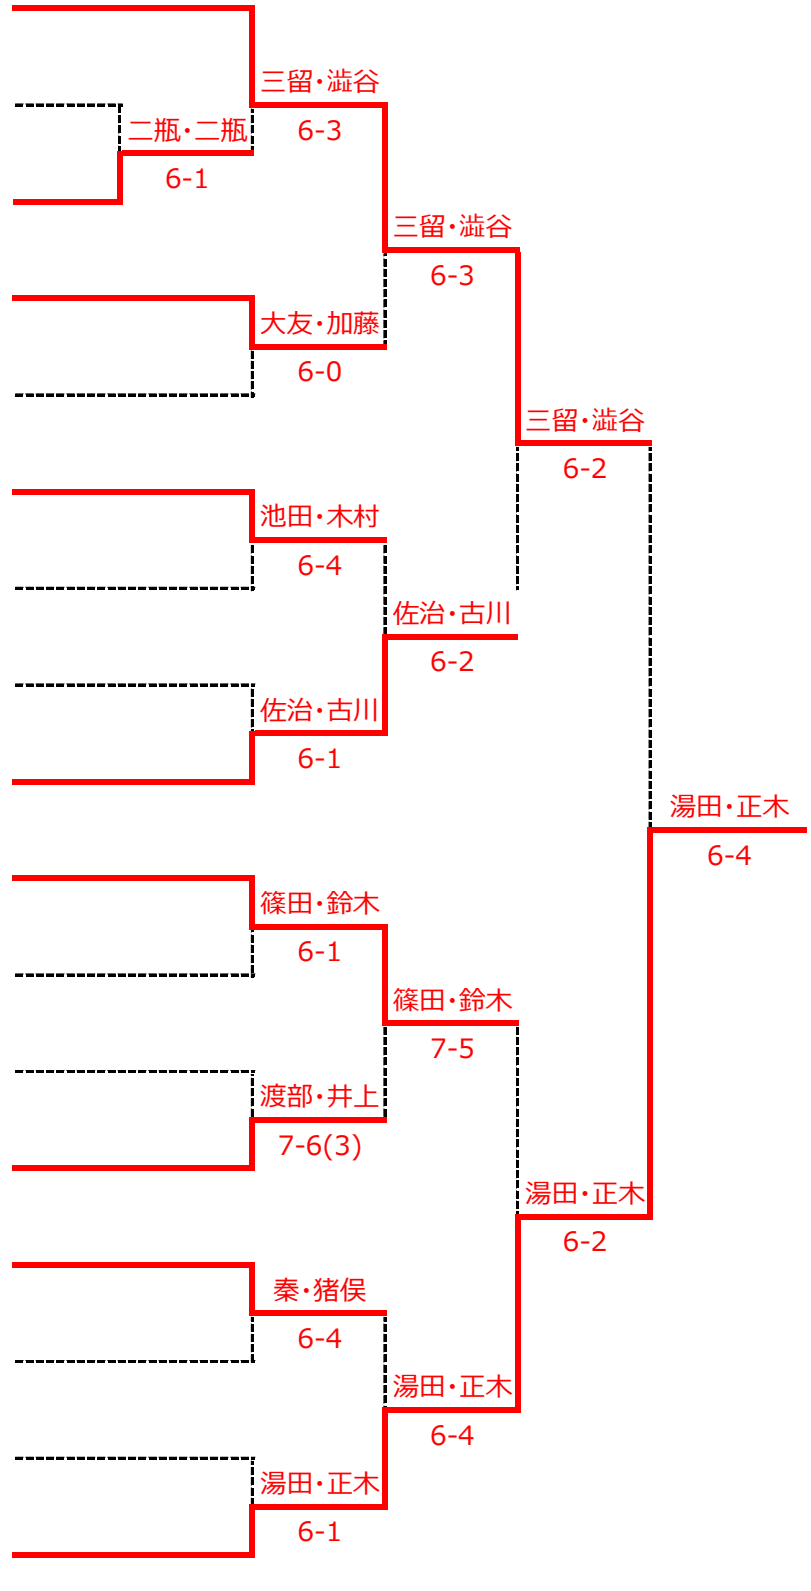 三留・澁谷
6-3
二瓶・二瓶
6-1
三留・澁谷
6-3
大友・加藤
6-0
三留・澁谷
6-2
池田・木村
6-4
佐治・古川
6-2
佐治・古川
6-1
湯田・正木
6-4
篠田・鈴木
6-1
篠田・鈴木
7-5
渡部・井上
7-6(3)
湯田・正木
6-2
秦・猪俣
6-4
湯田・正木
6-4
湯田・正木
6-1